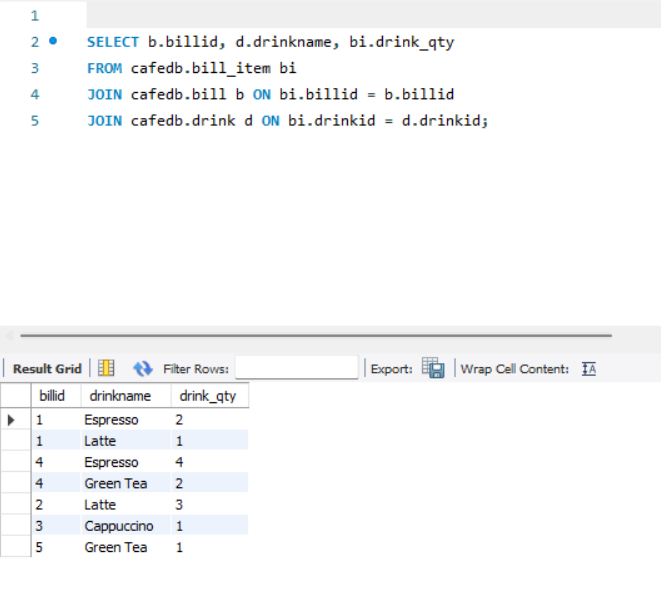 1
2 SELECT b.billid, d.drinkname, bi.drink_qty
3 FROM cafedb.bill_item bi
4 JOIN cafedb.bill b ON bi.billid = b.billid
5 JOIN cafedb.drink d ON bi.drinkid = d.drinkid;
Result Grid Filter Rows: Export: Wrap Cell Content: IA
billid drinkname drink_qty
1 Espresso 2
1 Latte 1
4 Espresso 4
4 Green Tea 2
2 Latte 3
3 Cappuccino 1
5 Green Tea 1